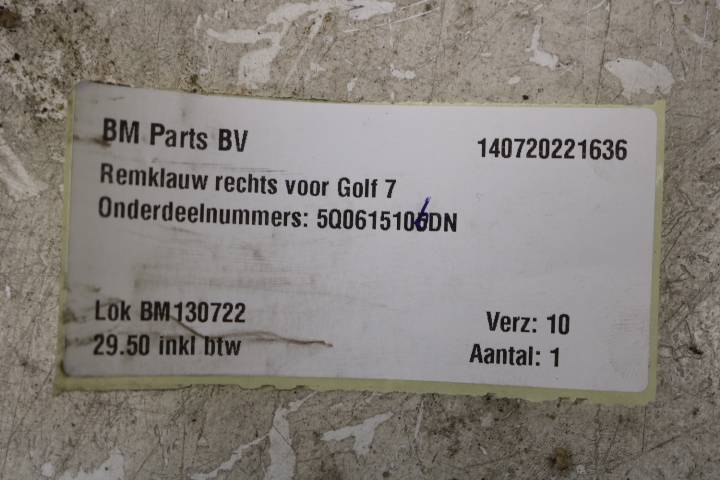 BM Parts BV
140720221636
Remklauw rechts voor Golf 7
Onderdeelnummers: 5Q0615106DN
Lok BM130722
Verz: 10
29.50 inkl btw
Aantal: 1